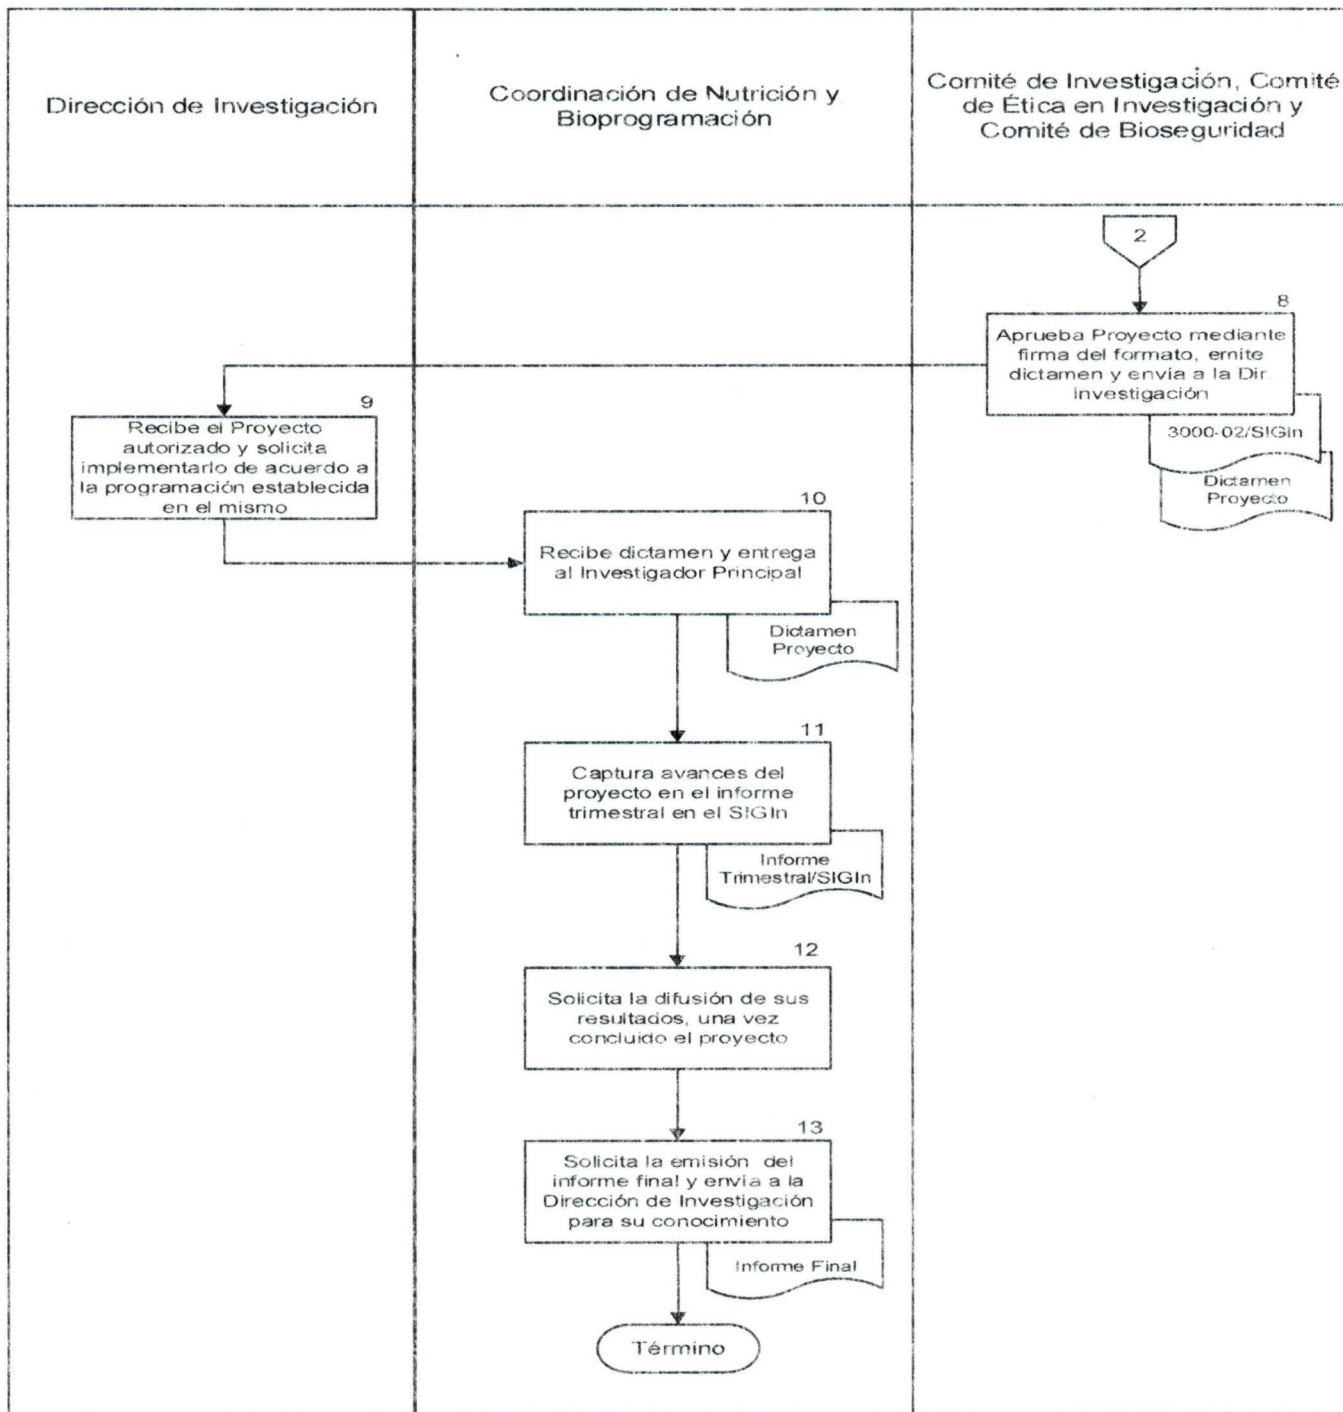 Dirección de Investigación
Coordinación de Nutrición y
Bioprogramación
Comité de Investigación, Comité
de Ética en Investigación y
Comité de Bioseguridad
2
8
Aprueba Proyecto mediante
firma del formato, emite
dictamen y envía a la Dir.
investigación
3000-02/SIGIn
Dictamen
Proyecto
9
Recibe el Proyecto
autorizado y solicita
implementarlo de acuerdo a
la programación establecida
en el mismo
10
Recibe dictamen y entrega
al Investigador Principal
Dictamen
Proyecto
11
Captura avances del
proyecto en el informe
trimestral en el SIGIn
Informe
Trimestral/SIGIn
12
Solicita la difusión de sus
resultados, una vez
concluido el proyecto
13
Solicita la emisión del
informe final y envía a la
Dirección de Investigación
para su conocimiento
Informe Final
Término